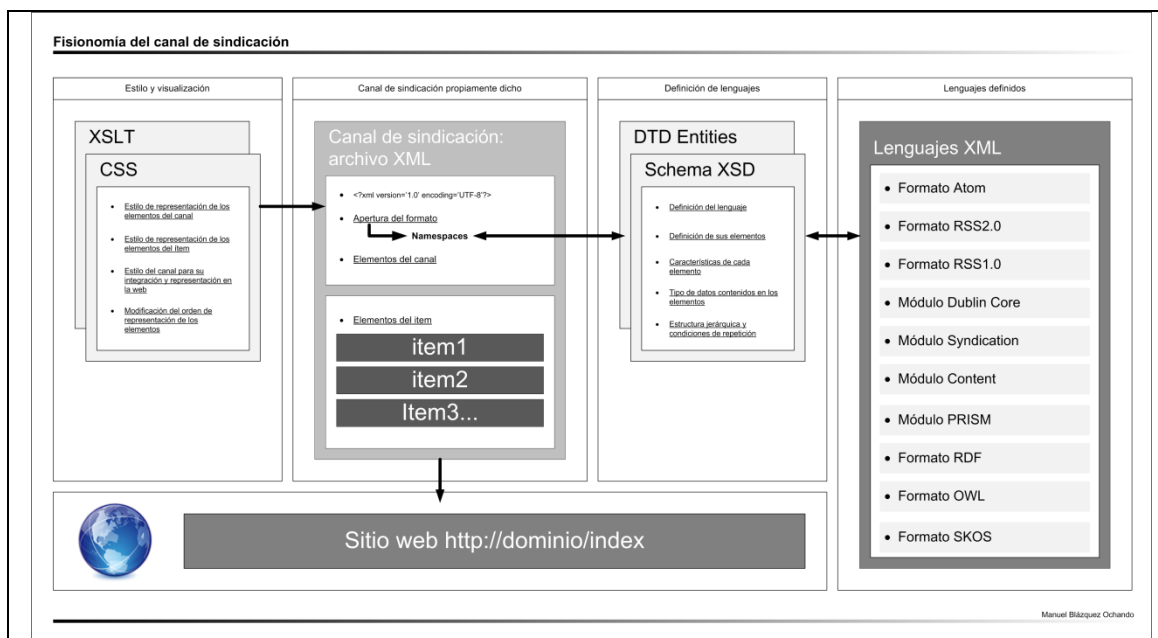 Fisionomía del canal de sindicación
Estilo y visualización
XSLT
CSS
• Estilo de representación de los
elementos del canal
• Estilo de representación de los
elementos del ítem
• Estilo del canal para su
integración y representación en
la web
• Modificación del orden de
representación de los
elementos
Canal de sindicación propiamente dicho
Canal de sindicación:
archivo XML
• <?xml version='1.0' encoding='UTF-8'?>
• Apertura del formato
Namespaces
• Elementos del canal
• Elementos del item
item1
item2
Item3...
Definición de lenguajes
DTD Entities
Schema XSD
• Definición del lenguaje
• Definición de sus elementos
• Características de cada
elemento
• Tipo de datos contenidos en los
elementos
• Estructura jerárquica y
condiciones de repetición
Lenguajes definidos
Lenguajes XML
• Formato Atom
• Formato RSS2.0
• Formato RSS1.0
• Módulo Dublin Core
• Módulo Syndication
• Módulo Content
• Módulo PRISM
• Formato RDF
• Formato OWL
• Formato SKOS
Sitio web http://dominio/index
Manuel Blázquez Ochando